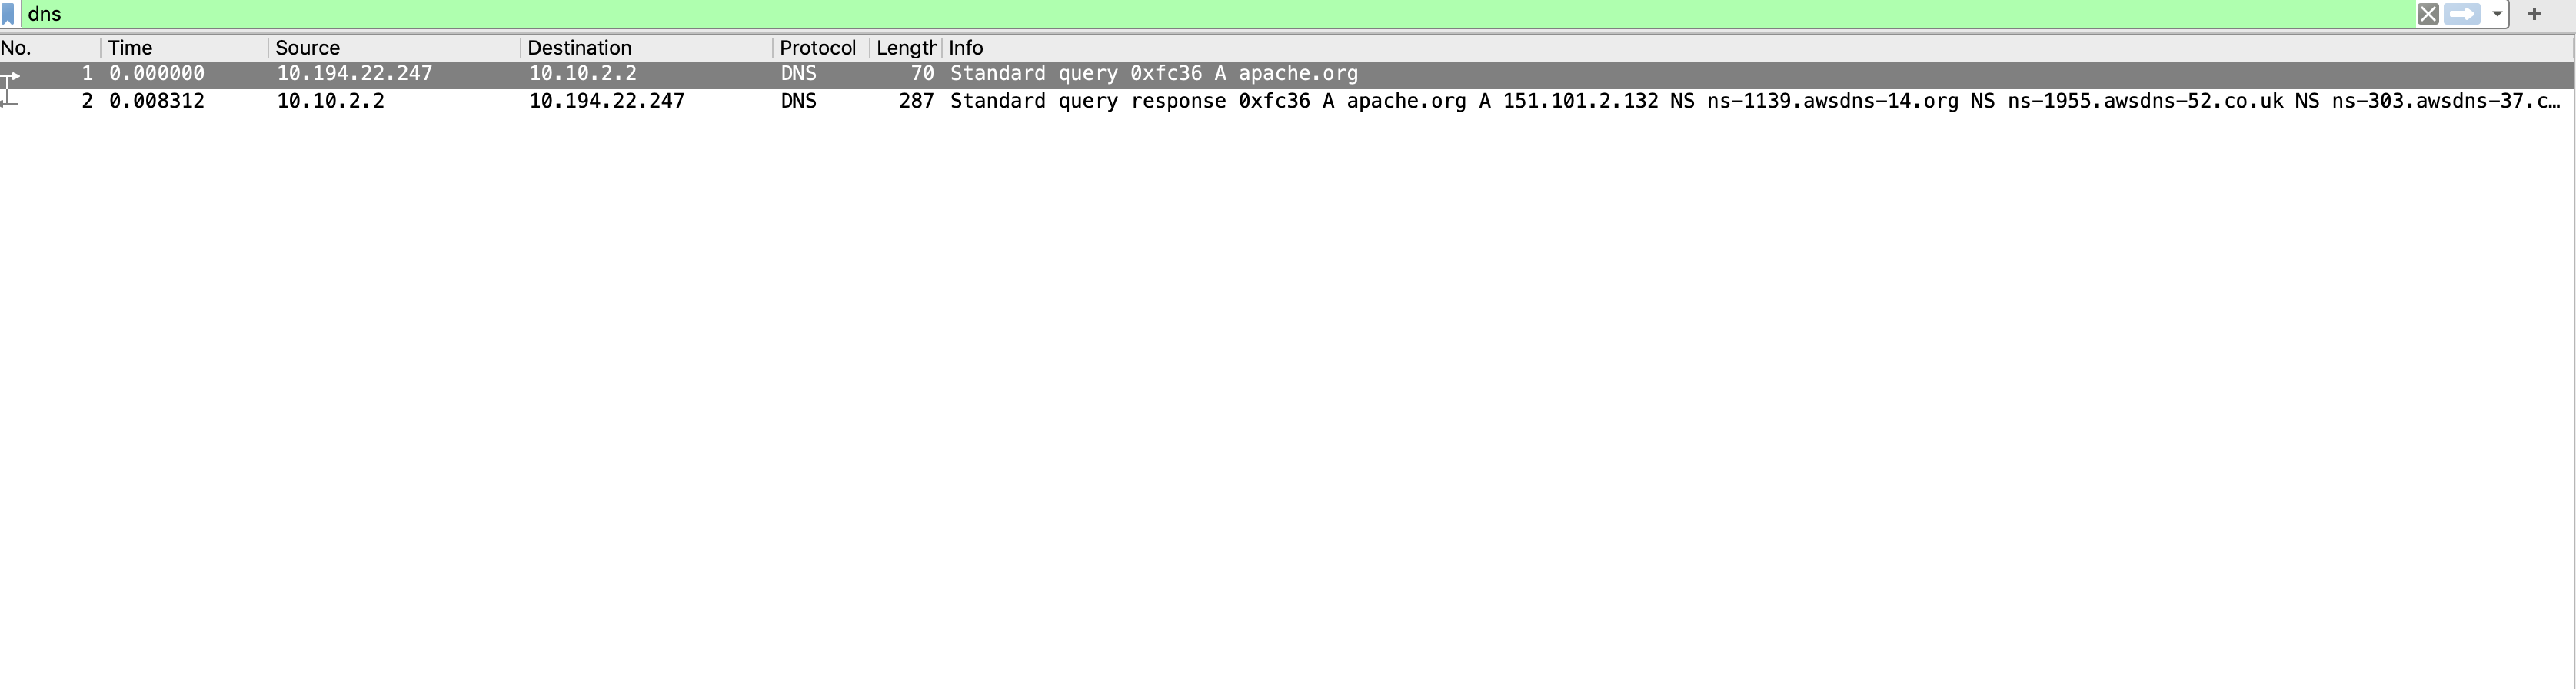 dns
No. Time Source Destination Protocol Length Info
1 0.000000 10.194.22.247 10.10.2.2 DNS 70 Standard query 0xfc36 A apache.org
2 0.008312 10.10.2.2 10.194.22.247 DNS 287 Standard query response 0xfc36 A apache.org A 151.101.2.132 NS ns-1139.awsdns-14.org NS ns-1955.awsdns-52.co.uk NS ns-303.awsdns-37.c…